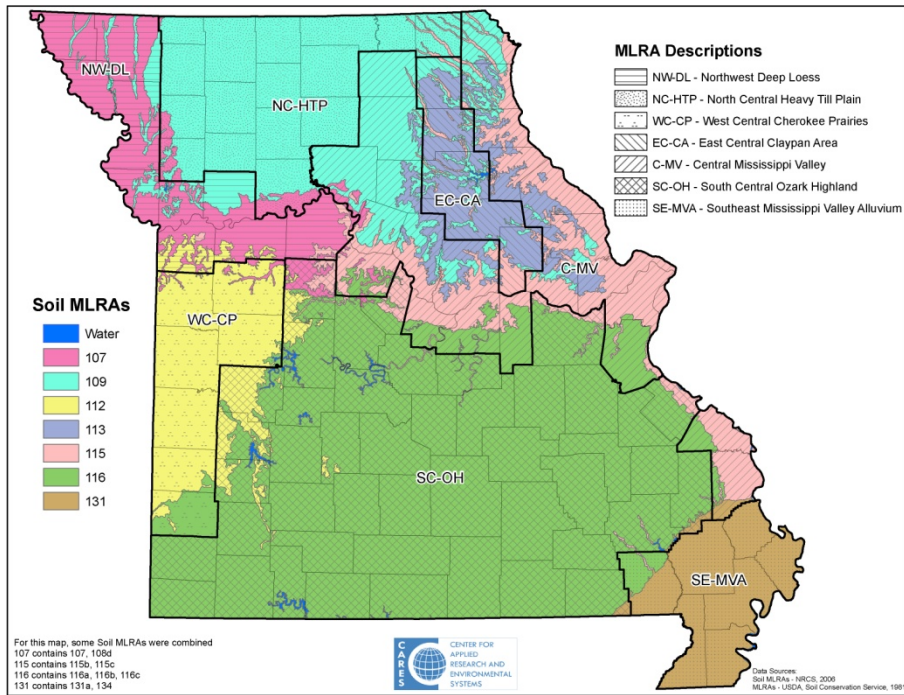 NW-DL
NC-HTP
EC-CA
C-MV
WC-CP
SC-OH
SE-MVA
MLRA Descriptions
NW-DL - Northwest Deep Loess
NC-HTP - North Central Heavy Till Plain
WC-CP - West Central Cherokee Prairies
EC-CA - East Central Claypan Area
C-MV - Central Mississippi Valley
SC-OH - South Central Ozark Highland
SE-MVA - Southeast Mississippi Valley Alluvium
Soil MLRAs
Water
107
109
112
113
115
116
131
For this map, some Soil MLRAs were combined
107 contains 107, 108d
115 contains 115b, 115c
116 contains 116a, 116b, 116c
131 contains 131a, 134
CARES
CENTER FOR
APPLIED
RESEARCH AND
ENVIRONMENTAL
SYSTEMS
Data Sources:
Soil MLRAs - NRCS, 2006
MLRAs - USDA, Soil Conservation Service, 198